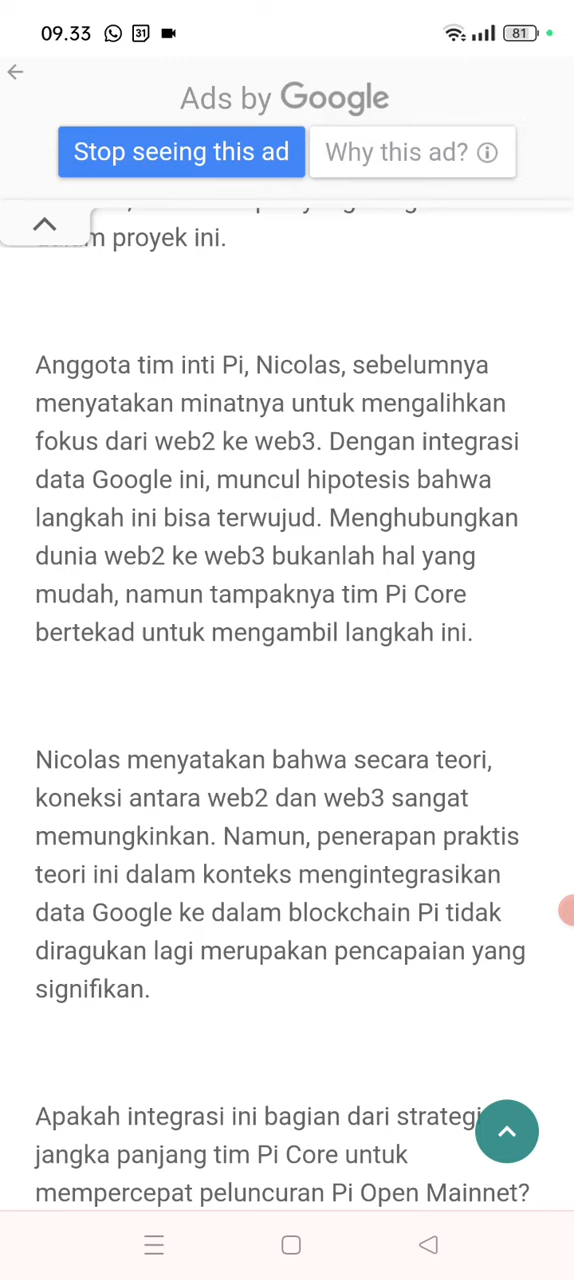 09.33
31
81
Ads by Google
Stop seeing this ad
Why this ad?
proyek ini.
Anggota tim inti Pi, Nicolas, sebelumnya
menyatakan minatnya untuk mengalihkan
fokus dari web2 ke web3. Dengan integrasi
data Google ini, muncul hipotesis bahwa
langkah ini bisa terwujud. Menghubungkan
dunia web2 ke web3 bukanlah hal yang
mudah, namun tampaknya tim Pi Core
bertekad untuk mengambil langkah ini.
Nicolas menyatakan bahwa secara teori,
koneksi antara web2 dan web3 sangat
memungkinkan. Namun, penerapan praktis
teori ini dalam konteks mengintegrasikan
data Google ke dalam blockchain Pi tidak
diragukan lagi merupakan pencapaian yang
signifikan.
Apakah integrasi ini bagian dari strategi
jangka panjang tim Pi Core untuk
mempercepat peluncuran Pi Open Mainnet?